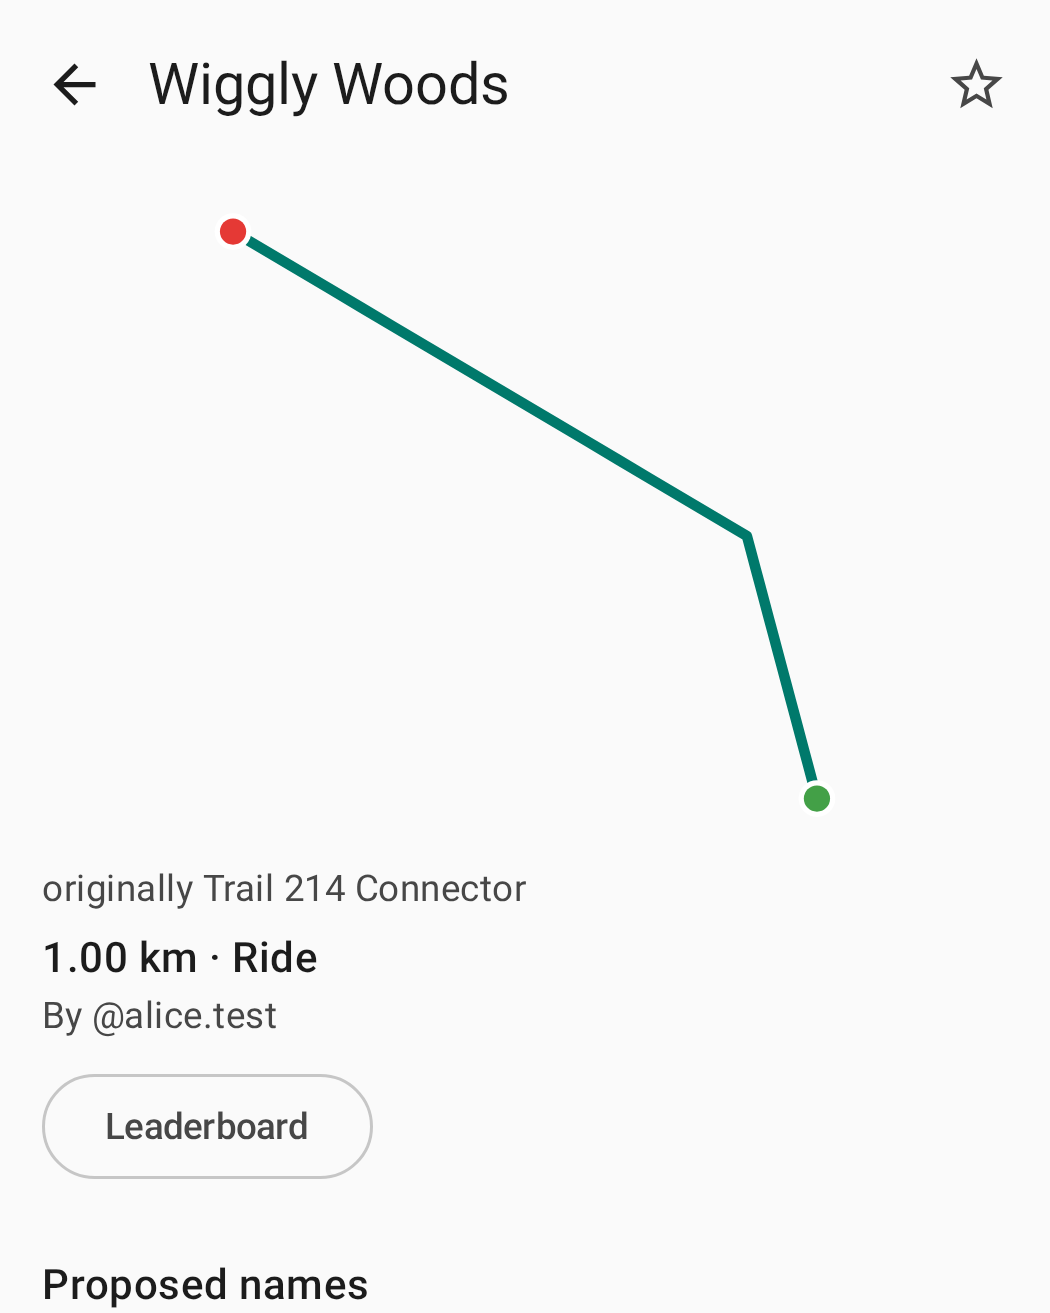 Wiggly Woods
originally Trail 214 Connector
1.00 km · Ride
By @alice.test
Leaderboard
Proposed names